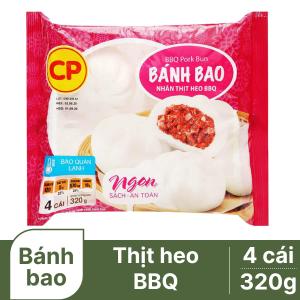 CP
BBQ Pork Bun
BÁNH BAO
NHÂN THỊT HEO BBQ
BẢO QUẢN
LẠNH
4 CÁI
320g
Ngon
SẠCH - AN TOÀN
Bánh
bao
Thịt heo
BBQ
4 cái
320g